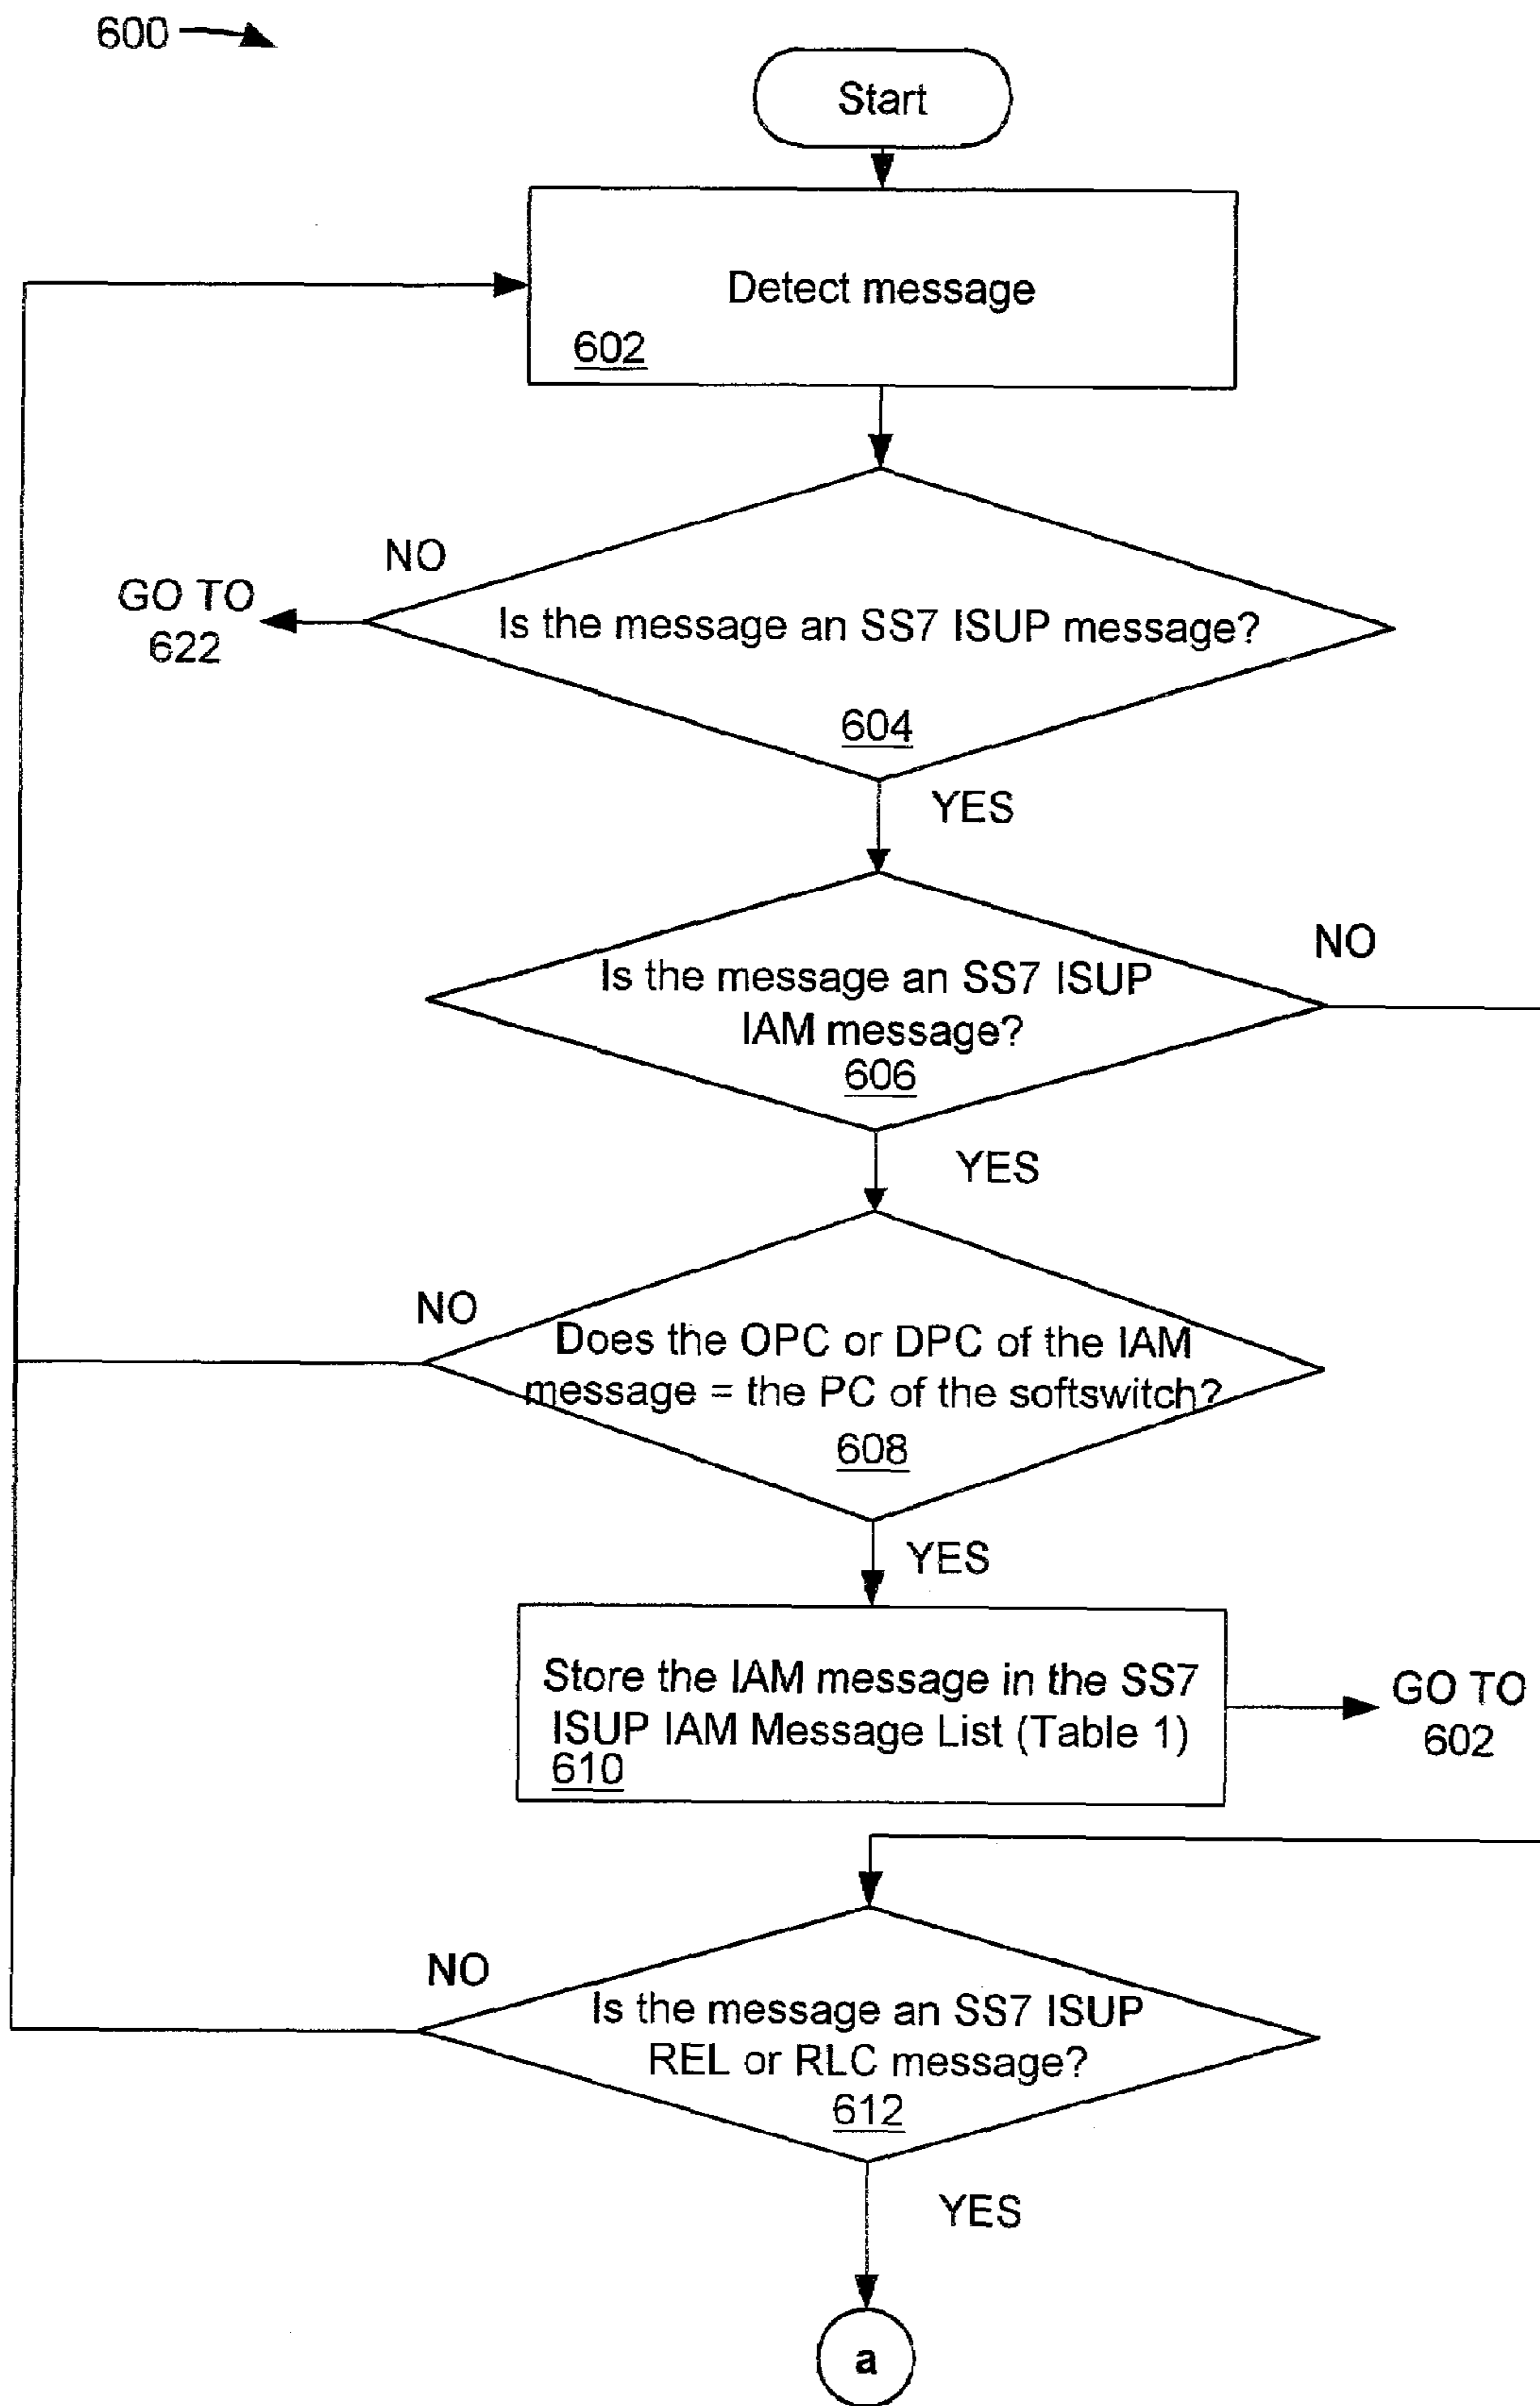 600
Start
Detect message
602
NO
GO TO
622
Is the message an SS7 ISUP message?
604
YES
NO
Is the message an SS7 ISUP
IAM message?
606
YES
NO
Does the OPC or DPC of the IAM
message = the PC of the softswitch?
608
YES
Store the IAM message in the SS7
ISUP IAM Message List (Table 1)
610
GO TO
602
NO
Is the message an SS7 ISUP
REL or RLC message?
612
YES
a